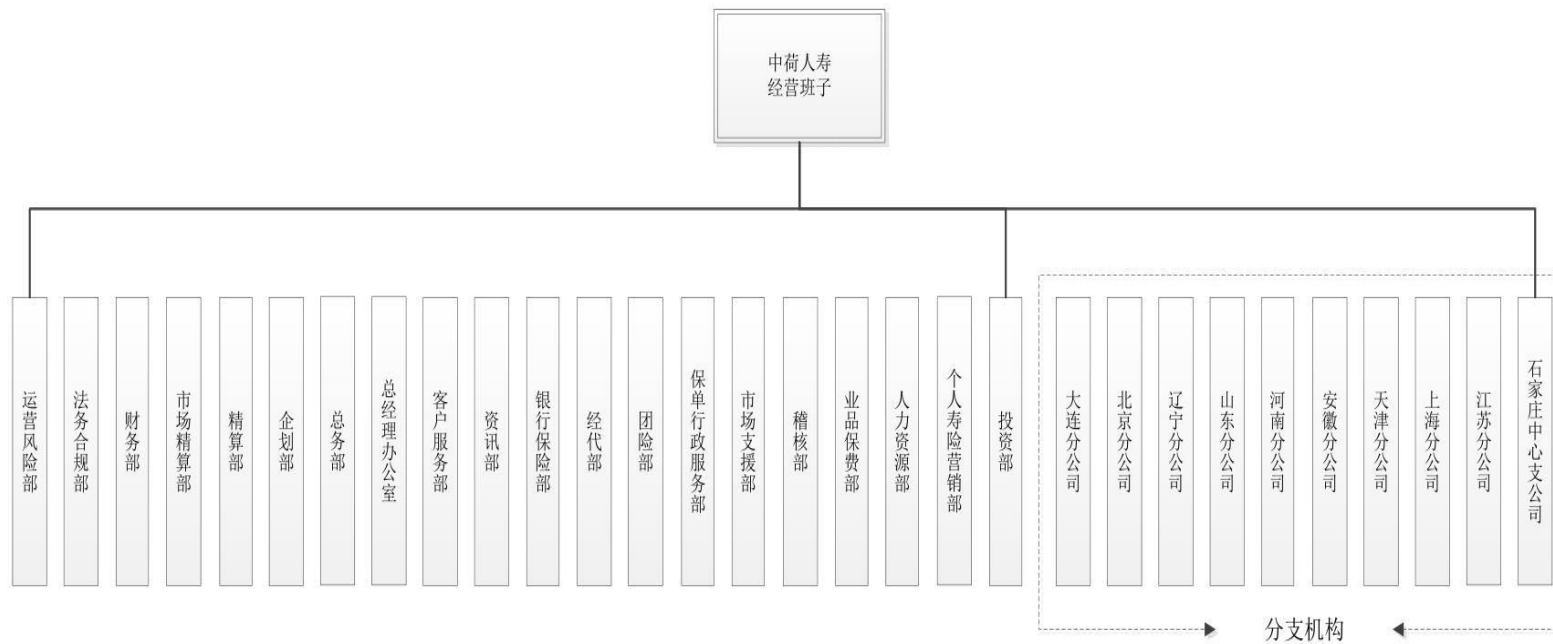 中荷人寿
经营班子
运营风险部
法务合规部
财务部
市场精算部
精算部
企划部
总务部
总经理办公室
客户服务部
资讯部
银行保险部
经代部
团险部
保单行政服务部
市场支援部
稽核部
业品保费部
人力资源部
个人寿险营销部
投资部
大连分公司
北京分公司
辽宁分公司
山东分公司
河南分公司
安徽分公司
天津分公司
上海分公司
江苏分公司
石家庄中心支公司
分支机构